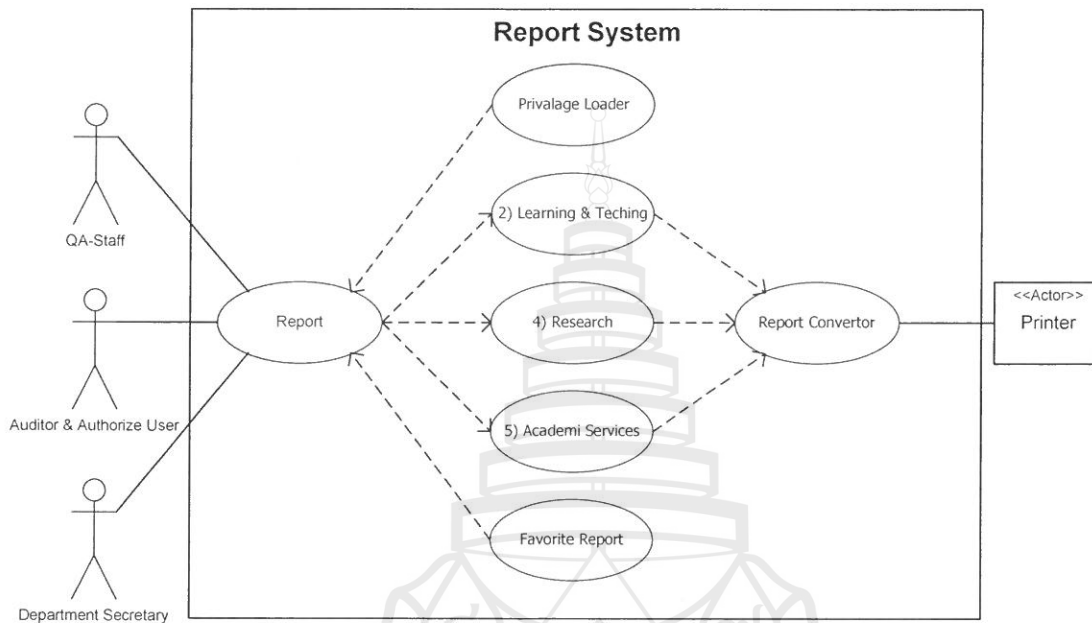 Report System
Privalage Loader
QA-Staff
2) Learning & Teching
Report
4) Research
Report Convertor
<<Actor>>
Printer
Auditor & Authorize User
5) Academi Services
Favorite Report
Department Secretary